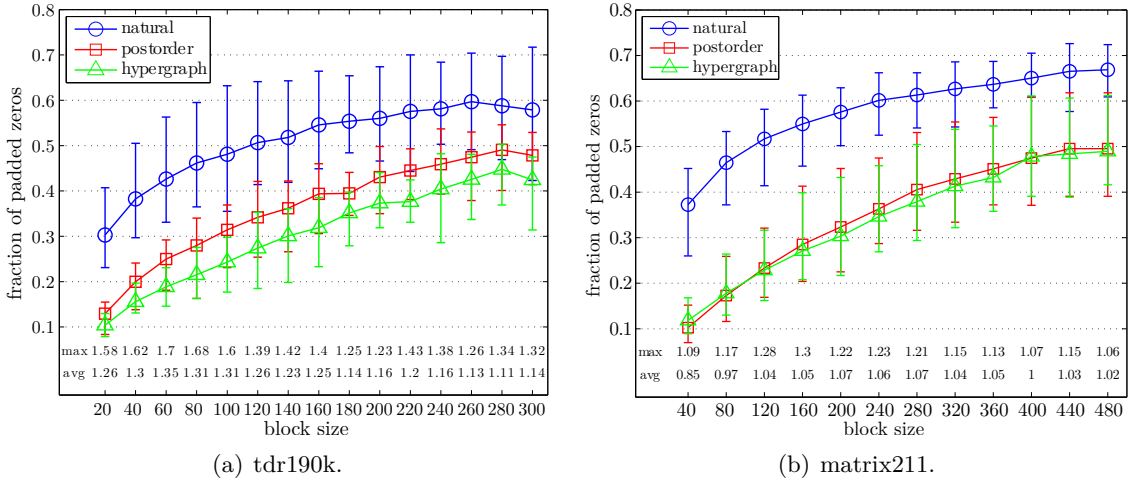 0.8
0.7
0.6
0.5
0.4
0.3
0.2
0.1
fraction of padded zeros
natural
postorder
hypergraph
max 1.58 1.62 1.7 1.68 1.6 1.39 1.42 1.4 1.25 1.23 1.43 1.38 1.26 1.34 1.32
avg 1.26 1.3 1.35 1.31 1.31 1.26 1.23 1.25 1.14 1.16 1.2 1.16 1.13 1.11 1.14
20 40 60 80 100 120 140 160 180 200 220 240 260 280 300
block size
(a) tdr190k.
0.8
0.7
0.6
0.5
0.4
0.3
0.2
0.1
fraction of padded zeros
natural
postorder
hypergraph
max 1.09 1.17 1.28 1.3 1.22 1.23 1.21 1.15 1.13 1.07 1.15 1.06
avg 0.85 0.97 1.04 1.05 1.07 1.06 1.07 1.04 1.05 1 1.03 1.02
40 80 120 160 200 240 280 320 360 400 440 480
block size
(b) matrix211.